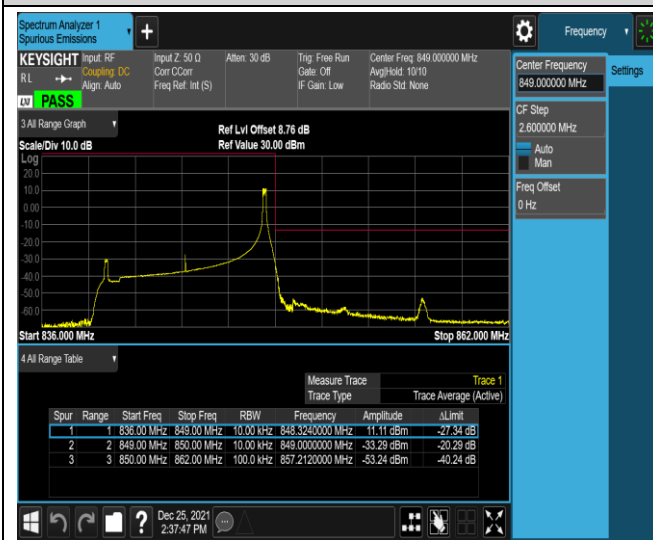 Spectrum Analyzer 1
Spurious Emissions
Frequency
KEYSIGHT Input: RF Input Z: 50 Ω Atten: 30 dB Trig: Free Run Center Freq: 849.000000 MHz
RL Coupling: DC Corr CCorr Gate: Off Avg|Hold: 10/10
Align: Auto Freq Ref: Int (S) IF Gain: Low Radio Std: None
LXI PASS
Center Frequency
849.000000 MHz
Settings
CF Step
2.600000 MHz
Auto
Man
Freq Offset
0 Hz
3 All Range Graph
Ref Lvl Offset 8.76 dB
Scale/Div 10.0 dB Ref Value 30.00 dBm
Log
20.0
10.0
0.00
-10.0
-20.0
-30.0
-40.0
-50.0
-60.0
Start 836.000 MHz Stop 862.000 MHz
4 All Range Table
Measure Trace Trace 1
Trace Type Trace Average (Active)
Spur Range Start Freq Stop Freq RBW Frequency Amplitude ΔLimit
1 1 836.00 MHz 849.00 MHz 10.00 kHz 848.3240000 MHz 11.11 dBm -27.34 dB
2 2 849.00 MHz 850.00 MHz 10.00 kHz 849.0000000 MHz -33.29 dBm -20.29 dB
3 3 850.00 MHz 862.00 MHz 100.0 kHz 857.2120000 MHz -53.24 dBm -40.24 dB
? Dec 25, 2021
2:37:47 PM